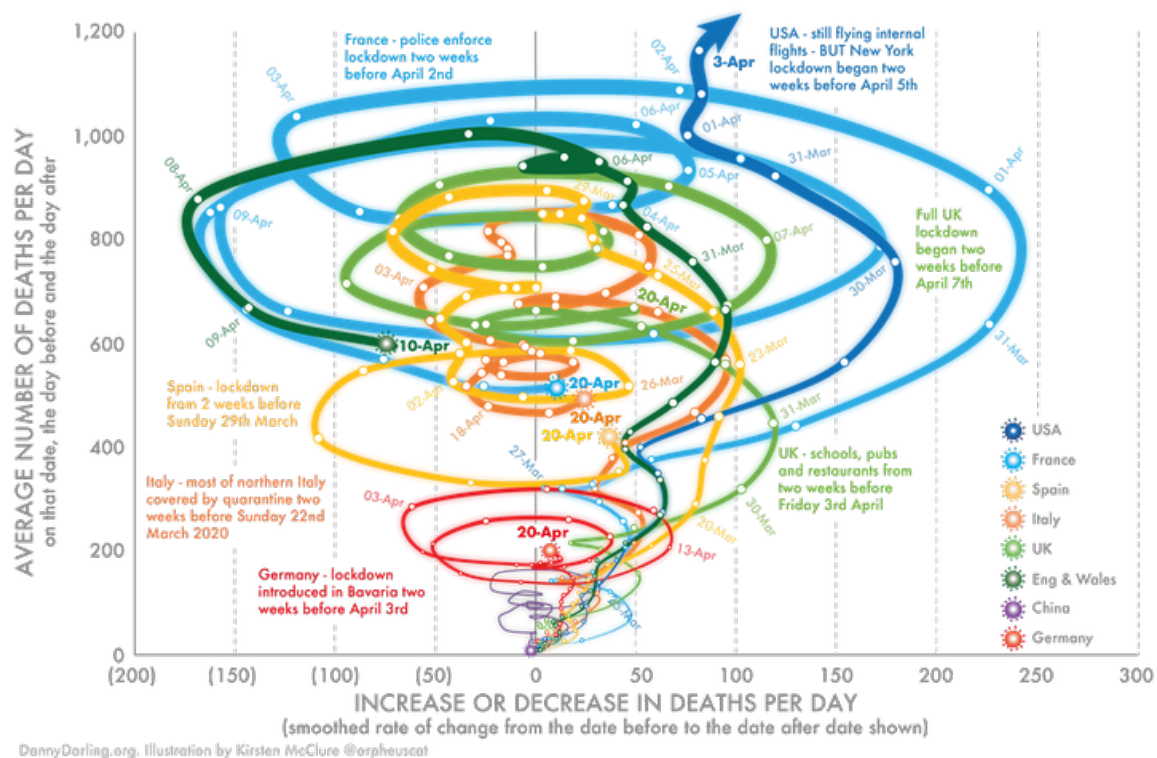 1,200
1,000
800
600
400
200
0
AVERAGE NUMBER OF DEATHS PER DAY
on that date, the day before and the day after
France - police enforce
lockdown two weeks
before April 2nd
USA - still flying internal
flights - BUT New York
lockdown began two
weeks before April 5th
3-Apr
02-Apr
03-Apr
06-Apr
01-Apr
31-Mar
01-Apr
08-Apr
06-Apr
05-Apr
29-Mar
04-Apr
09-Apr
07-Apr
Full UK
lockdown
began two
weeks before
April 7th
31-Mar
25-Mar
03-Apr
30-Mar
20-Apr
09-Apr
10-Apr
23-Mar
31-Mar
Spain - lockdown
from 2 weeks before
Sunday 29th March
02-Apr
20-Apr
26-Mar
18-Apr
20-Apr
20-Apr
31-Mar
27-Mar
UK - schools, pubs
and restaurants from
two weeks before
Friday 3rd April
Italy - most of northern Italy
covered by quarantine two
weeks before Sunday 22nd
March 2020
03-Apr
30-Mar
20-Mar
20-Apr
13-Apr
Germany - lockdown
introduced in Bavaria two
weeks before April 3rd
USA
France
Spain
Italy
UK
Eng & Wales
China
Germany
(200) (150) (100) (50) 0 50 100 150 200 250 300
INCREASE OR DECREASE IN DEATHS PER DAY
(smoothed rate of change from the date before to the date after date shown)
DannyDorling.org. Illustration by Kirsten McClure @orpheuscat